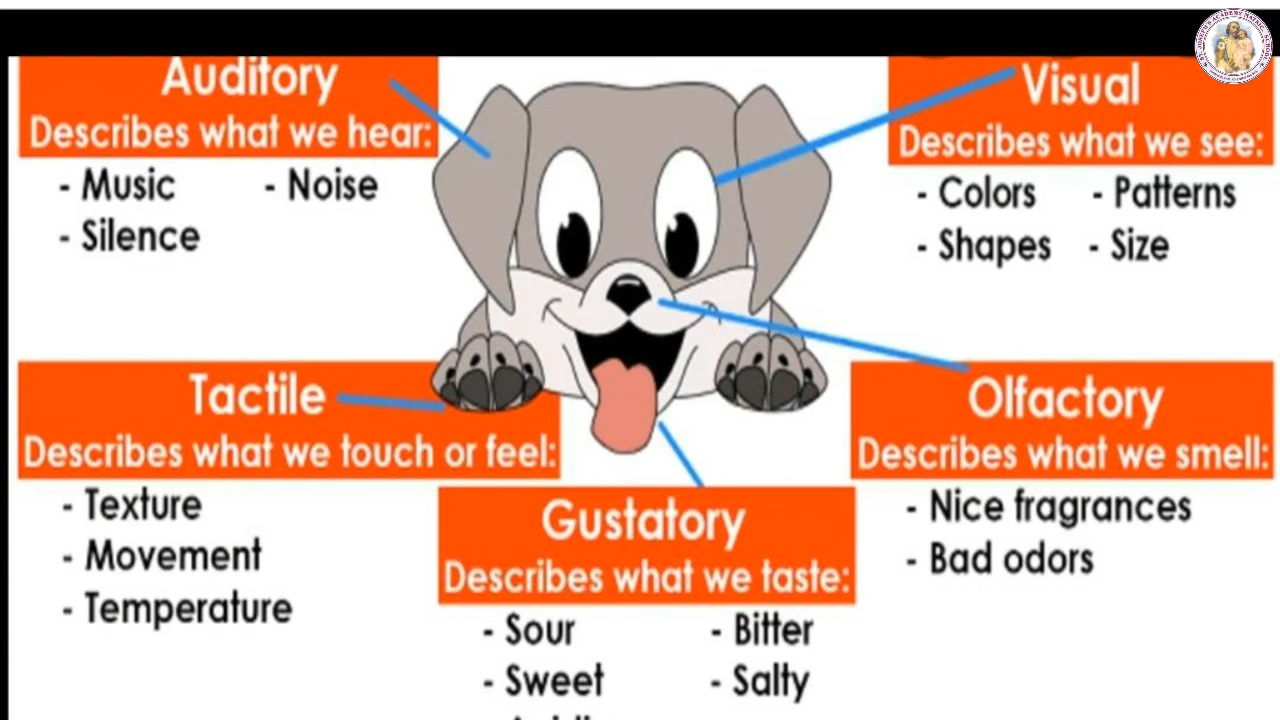 Auditory
Describes what we hear:
- Music - Noise
- Silence
Visual
Describes what we see:
- Colors - Patterns
- Shapes - Size
Tactile
Describes what we touch or feel:
- Texture
- Movement
- Temperature
Olfactory
Describes what we smell:
- Nice fragrances
- Bad odors
Gustatory
Describes what we taste:
- Sour - Bitter
- Sweet - Salty